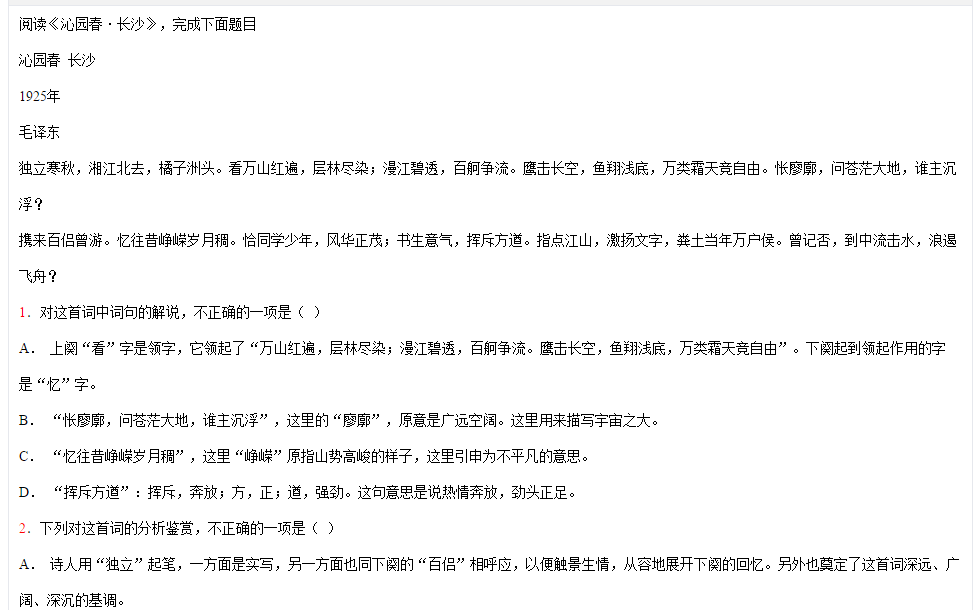 阅读《沁园春·长沙》，完成下面题目
沁园春 长沙
1925年
毛译东
独立寒秋，湘江北去，橘子洲头。看万山红遍，层林尽染；漫江碧透，百舸争流。鹰击长空，鱼翔浅底，万类霜天竞自由。怅廖廓，问苍茫大地，谁主沉
浮？
携来百侣曾游。忆往昔峥嵘岁月稠。恰同学少年，风华正茂；书生意气，挥斥方遒。指点江山，激扬文字，粪土当年万户侯。曾记否，到中流击水，浪遏
飞舟？
1．对这首词中词句的解说，不正确的一项是（ ）
A． 上阕“看”字是领字，它领起了“万山红遍，层林尽染；漫江碧透，百舸争流。鹰击长空，鱼翔浅底，万类霜天竞自由”。下阕起到领起作用的字
是“忆”字。
B． “怅廖廓，问苍茫大地，谁主沉浮”，这里的“廖廓”，原意是广远空阔。这里用来描写宇宙之大。
C． “忆往昔峥嵘岁月稠”，这里“峥嵘”原指山势高峻的样子，这里引申为不平凡的意思。
D． “挥斥方遒”：挥斥，奔放；方，正；遒，强劲。这句意思是说热情奔放，劲头正足。
2．下列对这首词的分析鉴赏，不正确的一项是（ ）
A． 诗人用“独立”起笔，一方面是实写，另一方面也同下阕的“百侣”相呼应，以便触景生情，从容地展开下阕的回忆。另外也奠定了这首词深远、广
阔、深沉的基调。